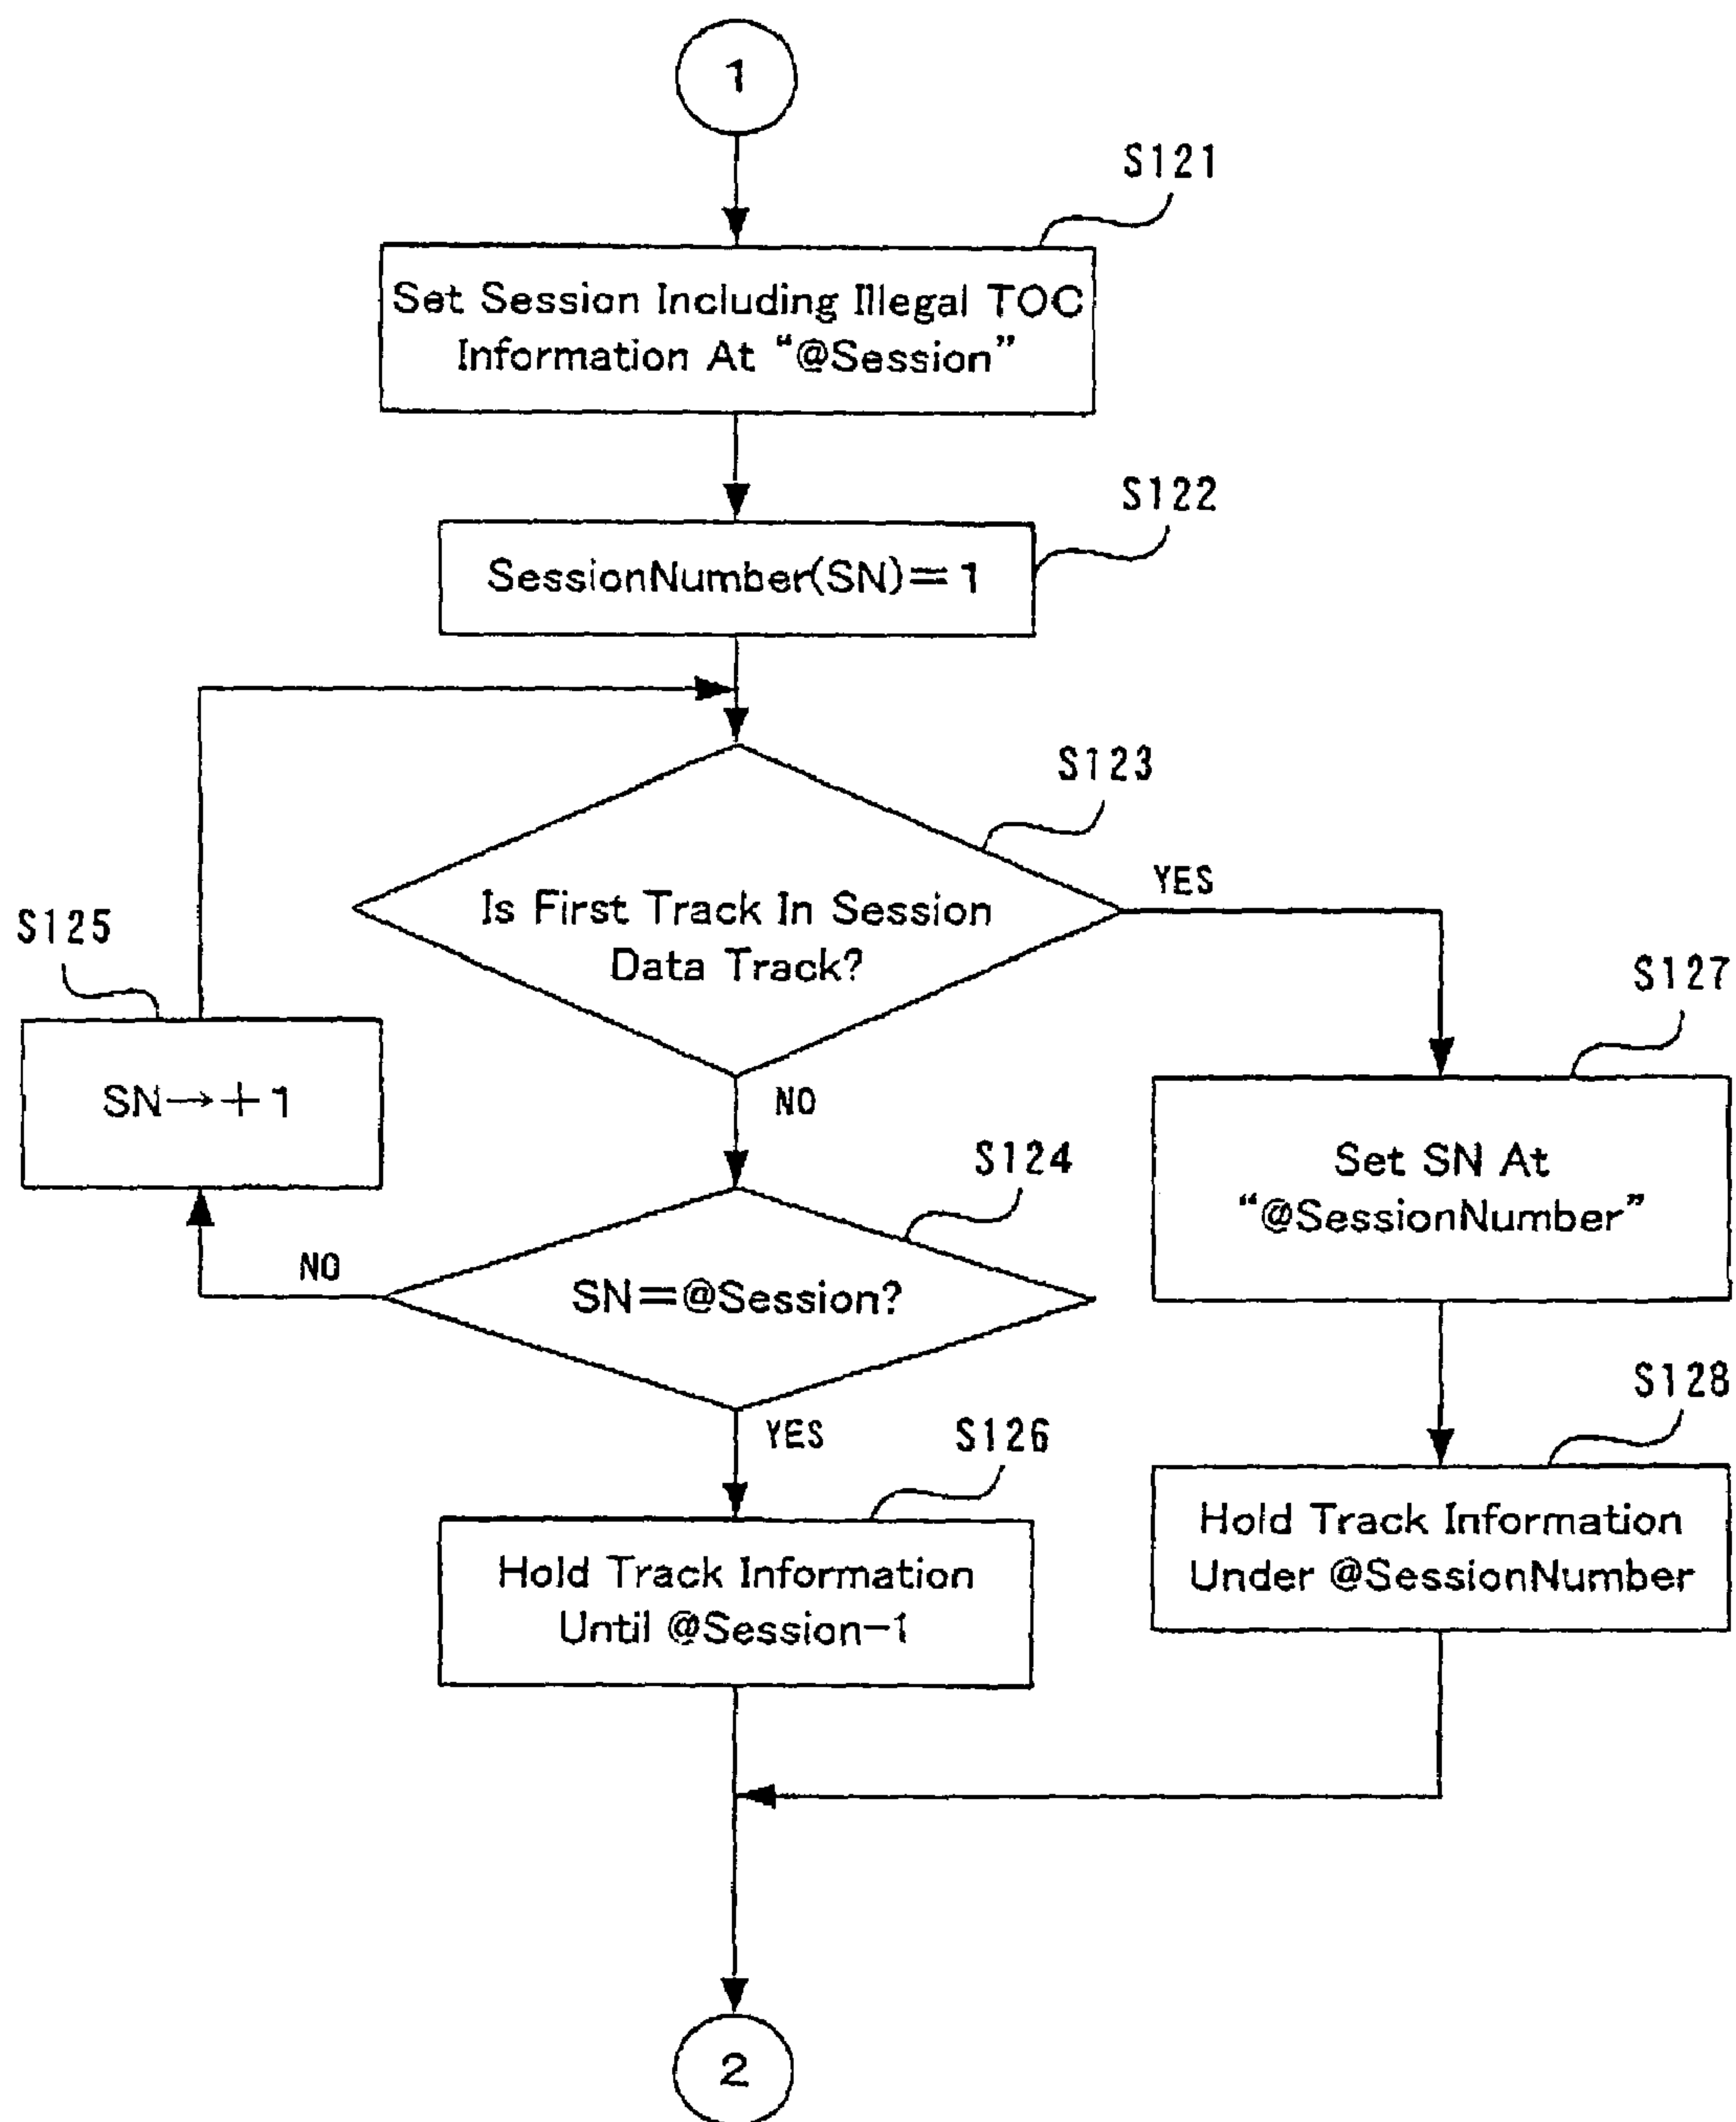 1
S121
Set Session Including Illegal TOC
Information At “@Session”
S122
SessionNumber(SN)＝1
S123
Is First Track In Session
Data Track?
YES
NO
S125
SN→＋1
S127
Set SN At
“@SessionNumber”
S124
SN＝@Session?
NO
YES
S126
Hold Track Information
Until @Session−1
S128
Hold Track Information
Under @SessionNumber
2